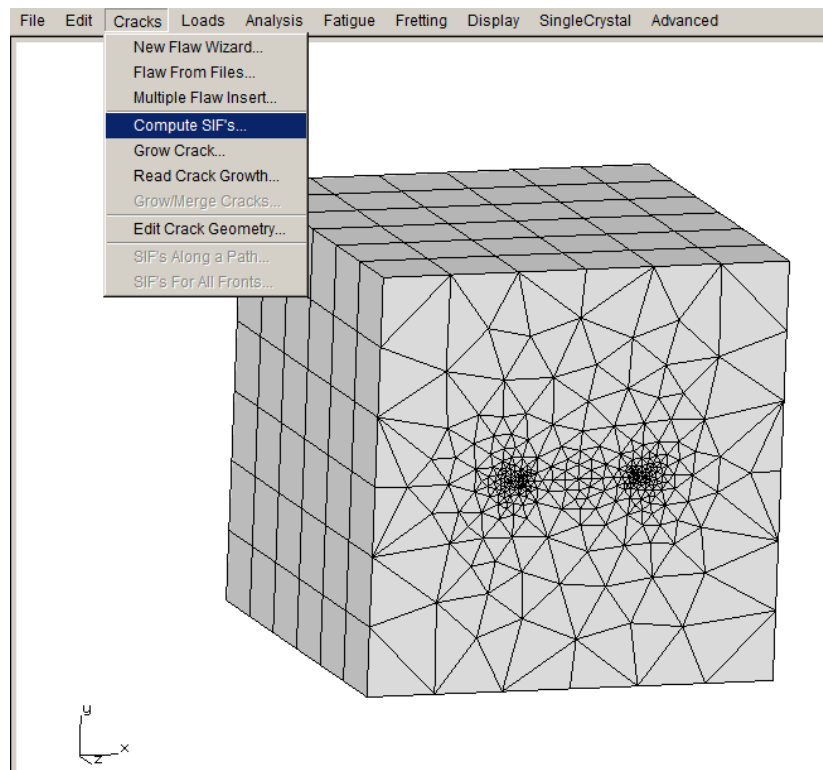 File Edit Cracks Loads Analysis Fatigue Fretting Display SingleCrystal Advanced
New Flaw Wizard...
Flaw From Files...
Multiple Flaw Insert...
Compute SIF's...
Grow Crack...
Read Crack Growth...
Grow/Merge Cracks...
Edit Crack Geometry...
SIF's Along a Path...
SIF's For All Fronts...
y
x
z